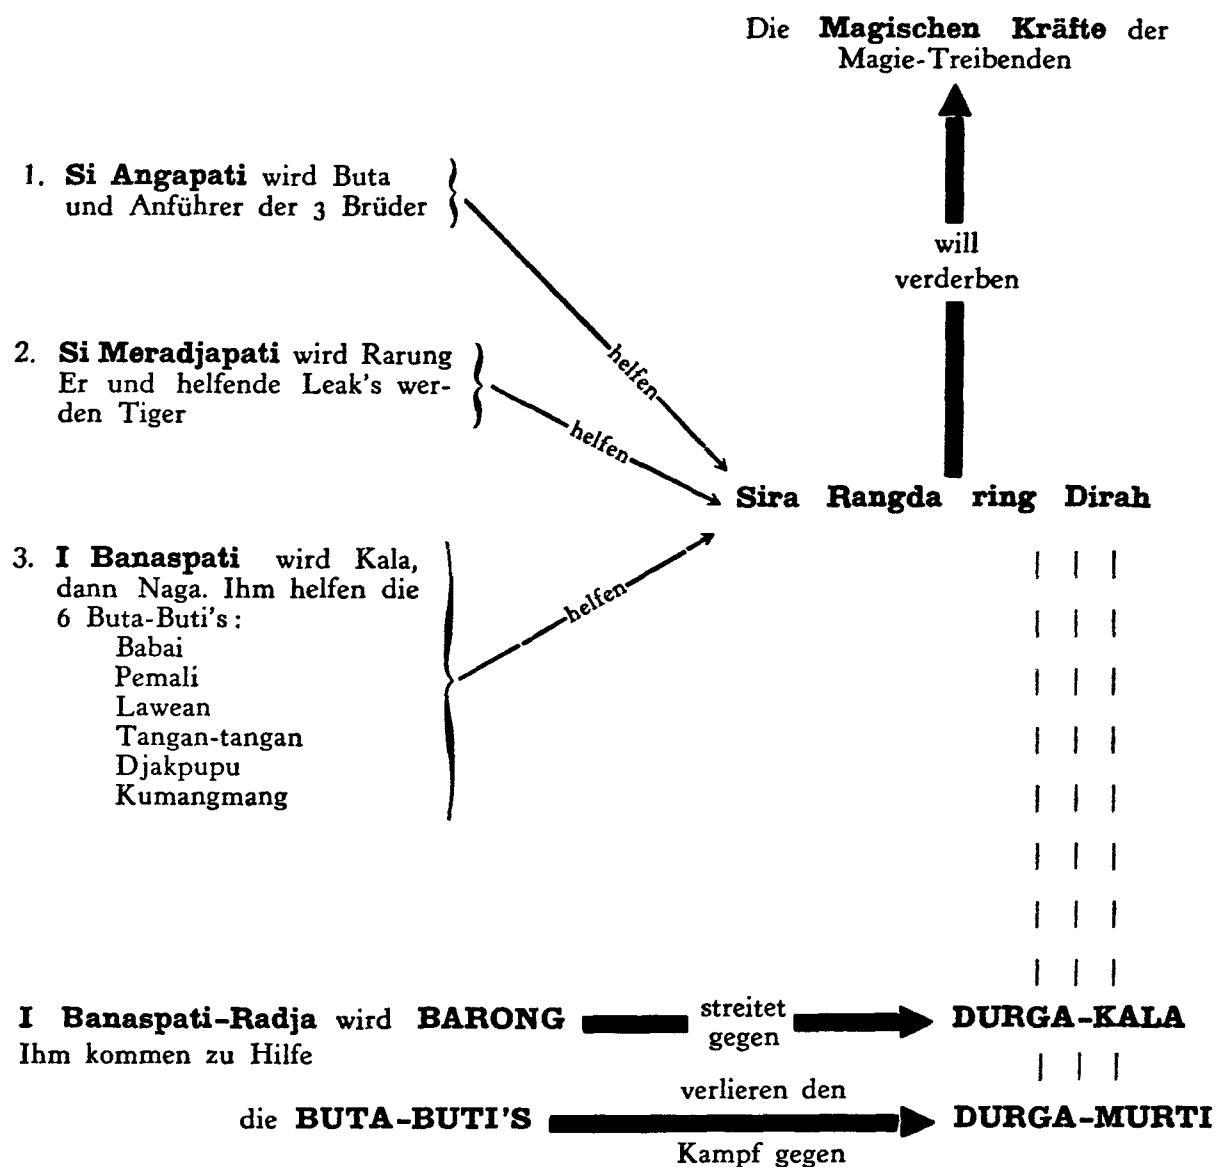 Die Magischen Kräfte der
Magie-Treibenden
1. Si Angapati wird Buta
und Anführer der 3 Brüder
will
verderben
2. Si Meradjapati wird Rarung
Er und helfende Leak's wer-
den Tiger
helfen
helfen
Sira Rangda ring Dirah
3. I Banaspati wird Kala,
dann Naga. Ihm helfen die
6 Buta-Buti's:
Babai
Pemali
Lawean
Tangan-tangan
Djakpupu
Kumangmang
helfen
I Banaspati-Radja wird BARONG
streitet
gegen
DURGA-KALA
Ihm kommen zu Hilfe
die BUTA-BUTI'S
verlieren den
Kampf gegen
DURGA-MURTI